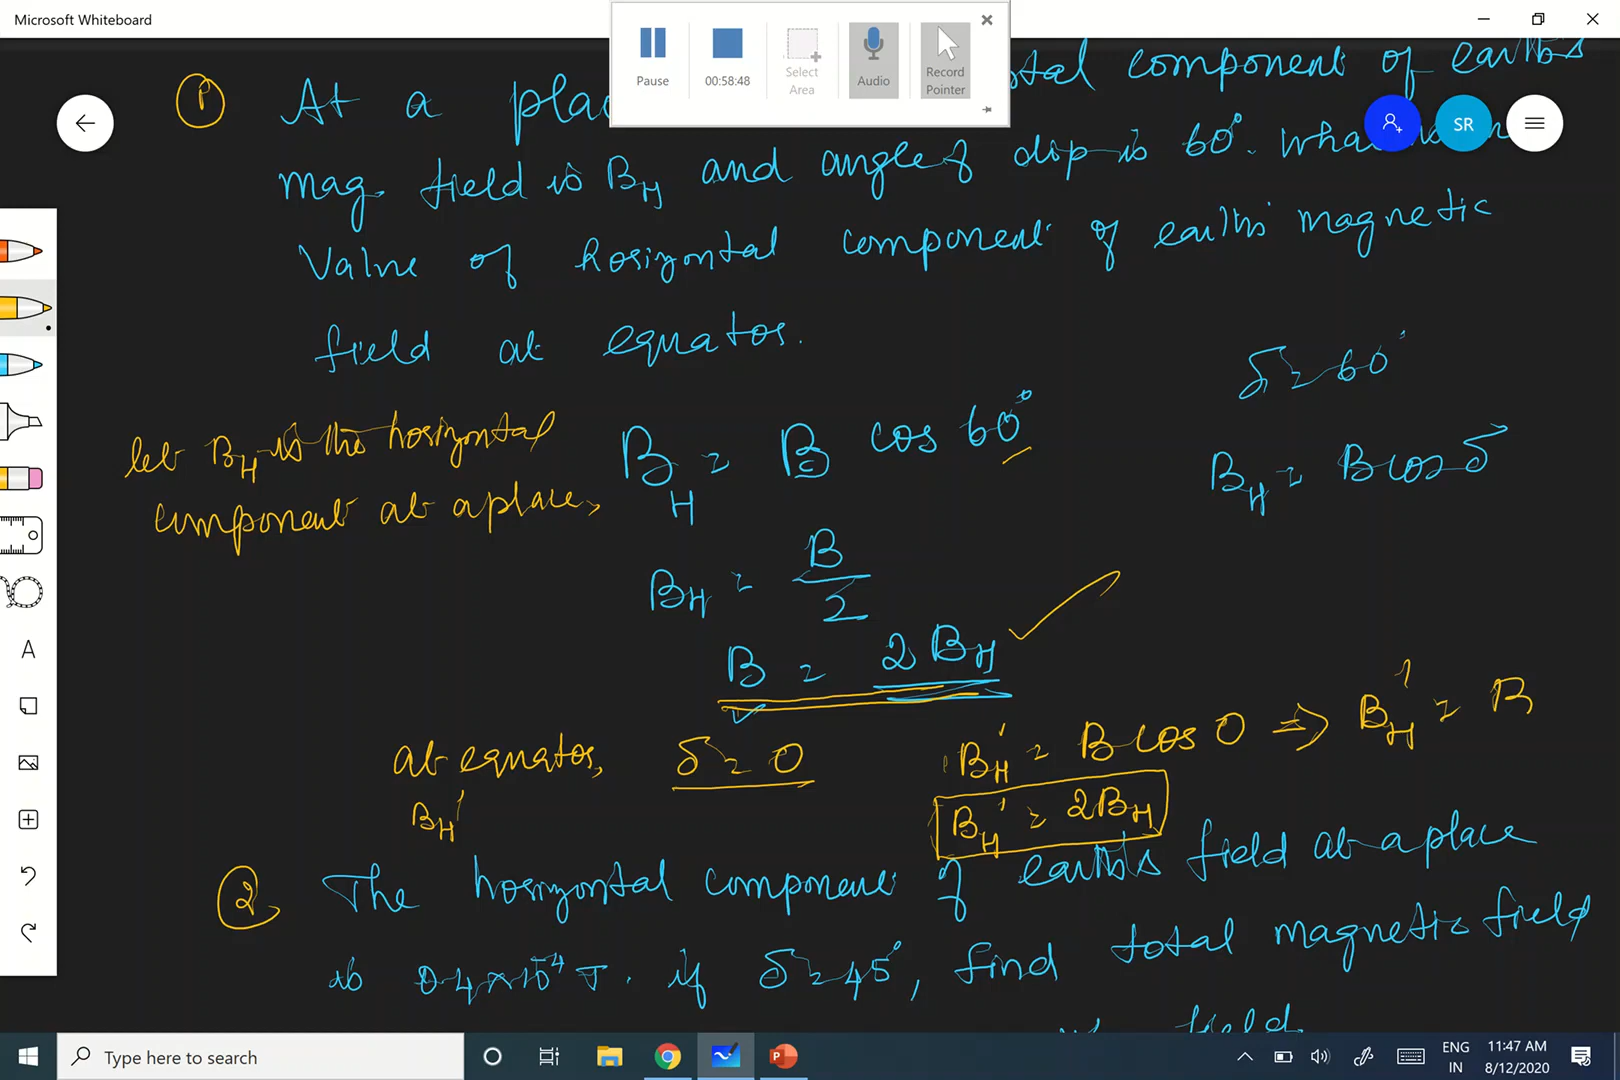 Microsoft Whiteboard
Pause
00:58:48
Select Area
Audio
Record Pointer
SR
① At a component of earth's
mag. field is B_H and angle of dip is 60°. What
Value of horizontal component of earth's magnetic
field at equator.
δ = 60°
let B_H is the horizontal
component at a place,
B_H = B cos 60°
B_H = B cos δ
B_H = B/2
B = 2B_H ✓
at equator, δ = 0
B_H' = B cos 0 ⇒ B_H' = B
B_H'
B_H' = 2B_H
② The horizontal component of earth's field at a place
is 0.4×10⁻⁴ T. if δ = 45°, find total magnetic field
field
Type here to search
ENG
IN
11:47 AM
8/12/2020